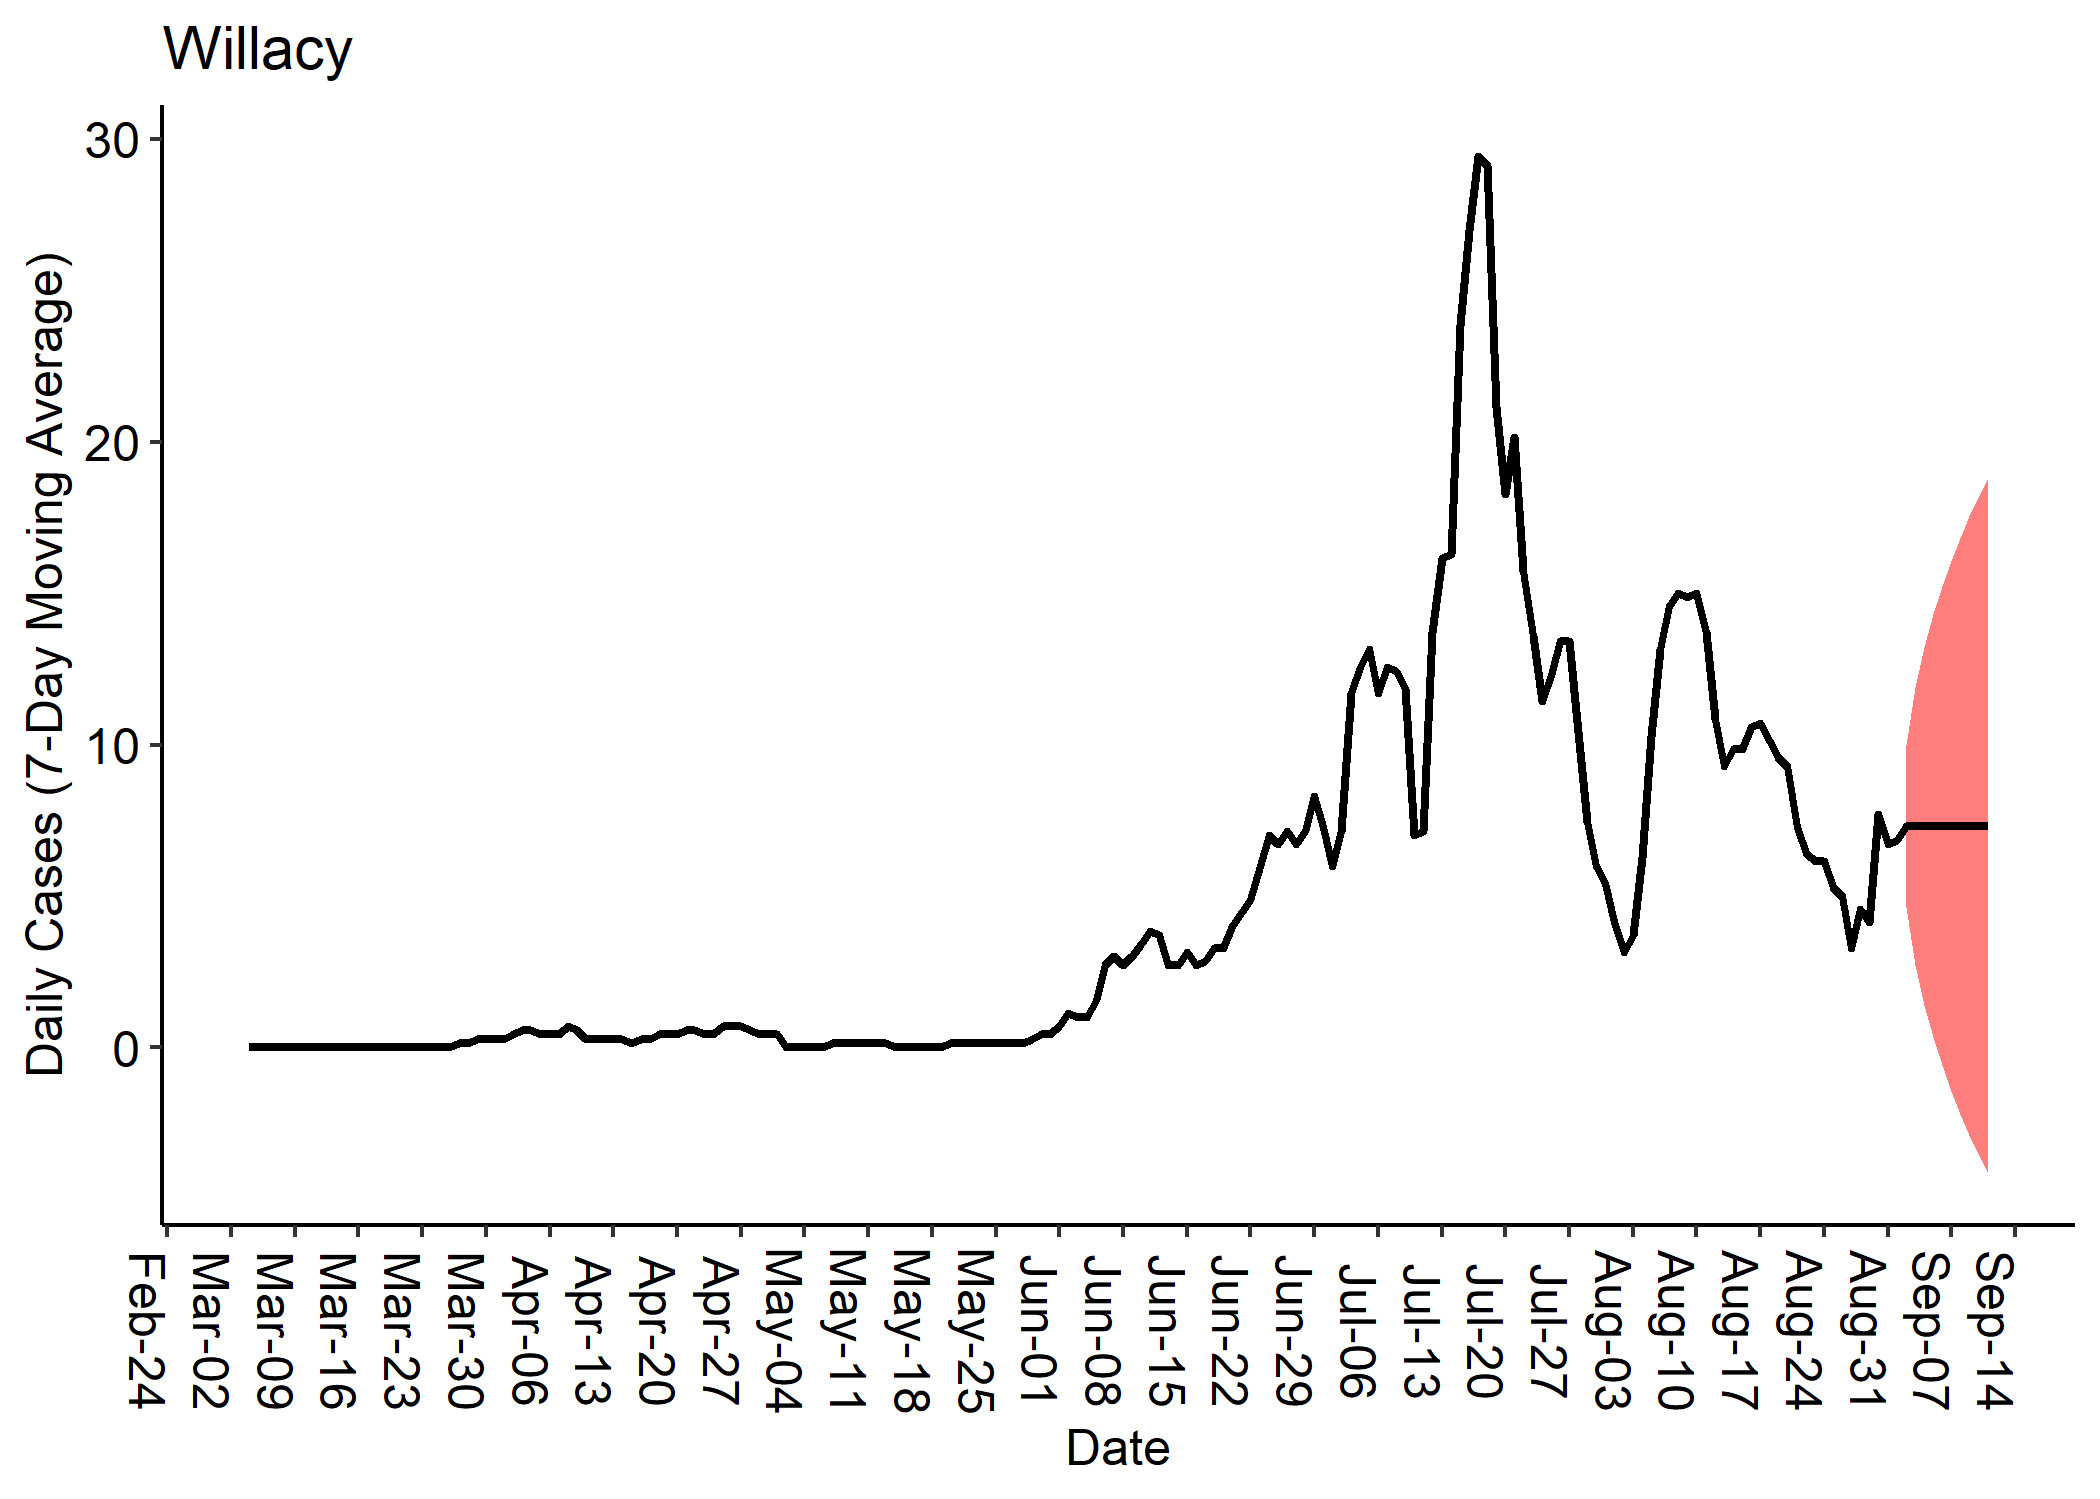 Willacy
Daily Cases (7-Day Moving Average)
30
20
10
0
Feb-24
Mar-02
Mar-09
Mar-16
Mar-23
Mar-30
Apr-06
Apr-13
Apr-20
Apr-27
May-04
May-11
May-18
May-25
Jun-01
Jun-08
Jun-15
Jun-22
Jun-29
Jul-06
Jul-13
Jul-20
Jul-27
Aug-03
Aug-10
Aug-17
Aug-24
Aug-31
Sep-07
Sep-14
Date